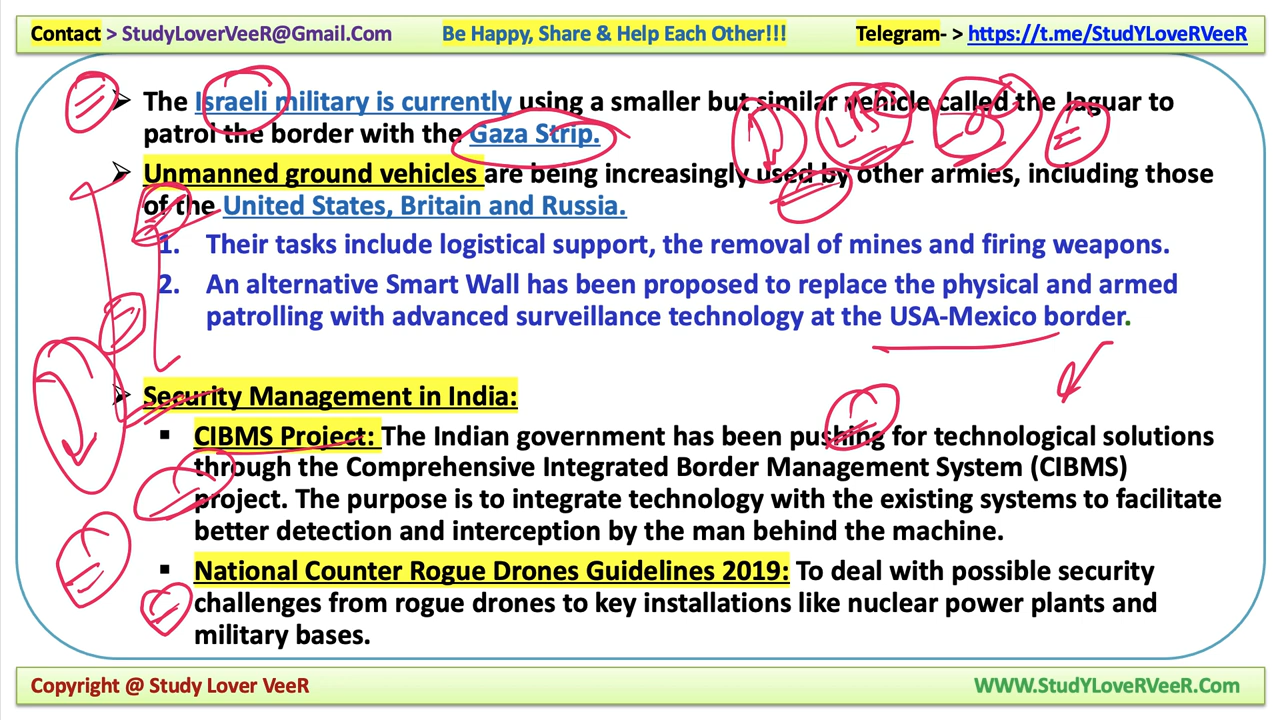 Contact > StudyLoverVeeR@Gmail.Com Be Happy, Share & Help Each Other!!! Telegram- > https://t.me/StudYLoveRVeeR
➢ The Israeli military is currently using a smaller but similar vehicle called the Jaguar to
patrol the border with the Gaza Strip.
➢ Unmanned ground vehicles are being increasingly used by other armies, including those
of the United States, Britain and Russia.
1. Their tasks include logistical support, the removal of mines and firing weapons.
2. An alternative Smart Wall has been proposed to replace the physical and armed
patrolling with advanced surveillance technology at the USA-Mexico border.
➢ Security Management in India:
▪ CIBMS Project: The Indian government has been pushing for technological solutions
through the Comprehensive Integrated Border Management System (CIBMS)
project. The purpose is to integrate technology with the existing systems to facilitate
better detection and interception by the man behind the machine.
▪ National Counter Rogue Drones Guidelines 2019: To deal with possible security
challenges from rogue drones to key installations like nuclear power plants and
military bases.
Copyright @ Study Lover VeeR WWW.StudYLoveRVeeR.Com